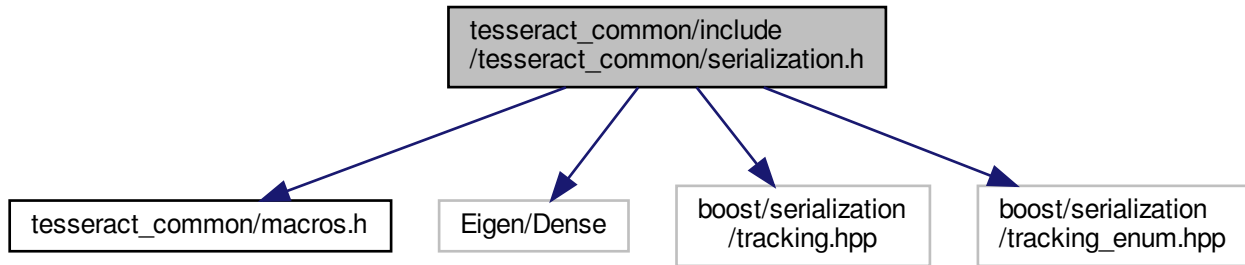 tesseract_common/include
/tesseract_common/serialization.h
tesseract_common/macros.h
Eigen/Dense
boost/serialization
/tracking.hpp
boost/serialization
/tracking_enum.hpp